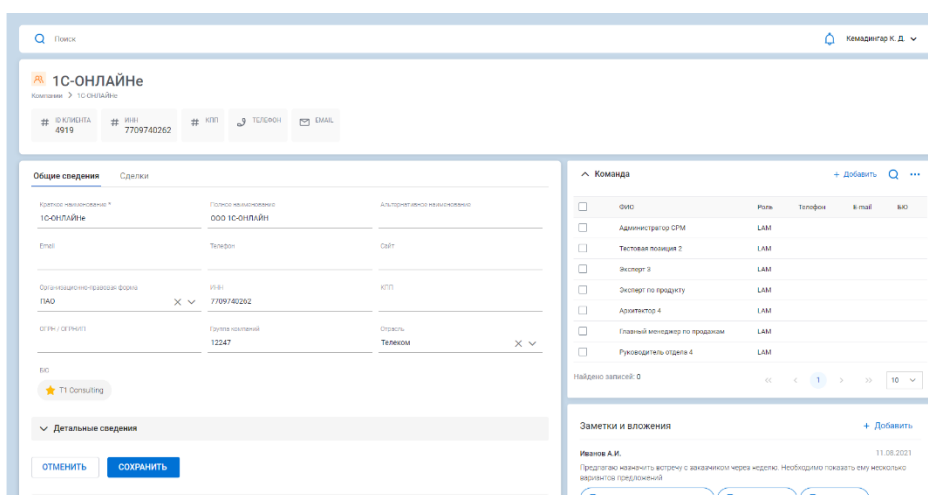 Поиск
Кемадингар К. Д.
1С-ОНЛАЙНе
Компании > 1С-ОНЛАЙНе
# ID КЛИЕНТА
4919
# ИНН
7709740262
# КПП
ТЕЛЕФОН
EMAIL
Общие сведения Сделки
Краткое наименование * Полное наименование Альтернативное наименование
1С-ОНЛАЙНе ООО 1С-ОНЛАЙН
Email Телефон Сайт
Организационно-правовая форма ИНН КПП
ПАО 7709740262
ОГРН / ОГРНИП Группа компаний Отрасль
12247 Телеком
БЮ
T1 Consulting
Детальные сведения
ОТМЕНИТЬ СОХРАНИТЬ
Команда + Добавить
ФИО Роль Телефон E-mail БЮ
Администратор СРМ LAM
Тестовая позиция 2 LAM
Эксперт 3 LAM
Эксперт по продукту LAM
Архитектор 4 LAM
Главный менеджер по продажам LAM
Руководитель отдела 4 LAM
Найдено записей: 0 << < 1 > >> 10
Заметки и вложения + Добавить
Иванов А.И. 11.08.2021
Предлагаю назначить встречу с заказчиком через неделю. Необходимо показать ему несколько
вариантов предложений